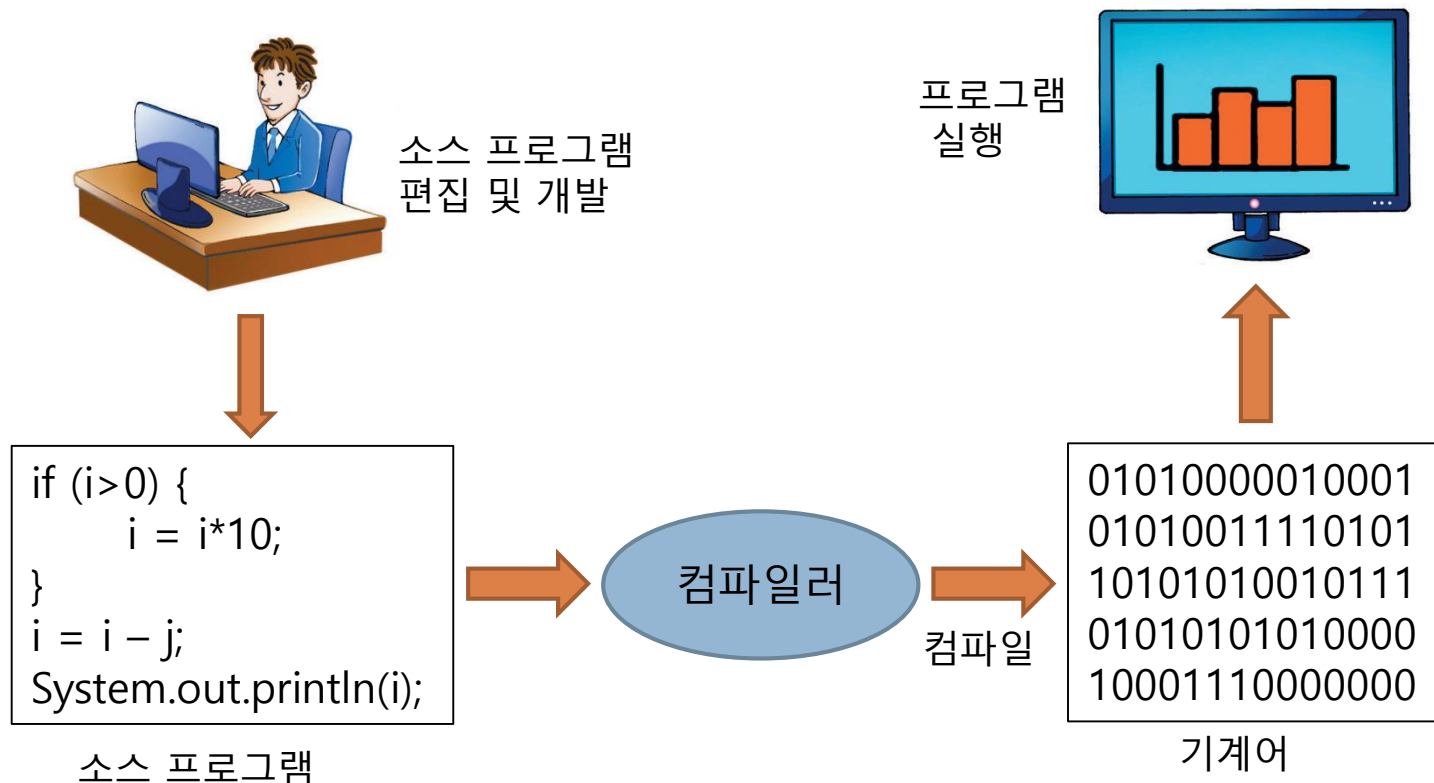 소스 프로그램
편집 및 개발
프로그램
실행
if (i>0) {
i = i*10;
}
i = i – j;
System.out.println(i);
소스 프로그램
컴파일러
컴파일
01010000010001
01010011110101
10101010010111
01010101010000
10001110000000
기계어